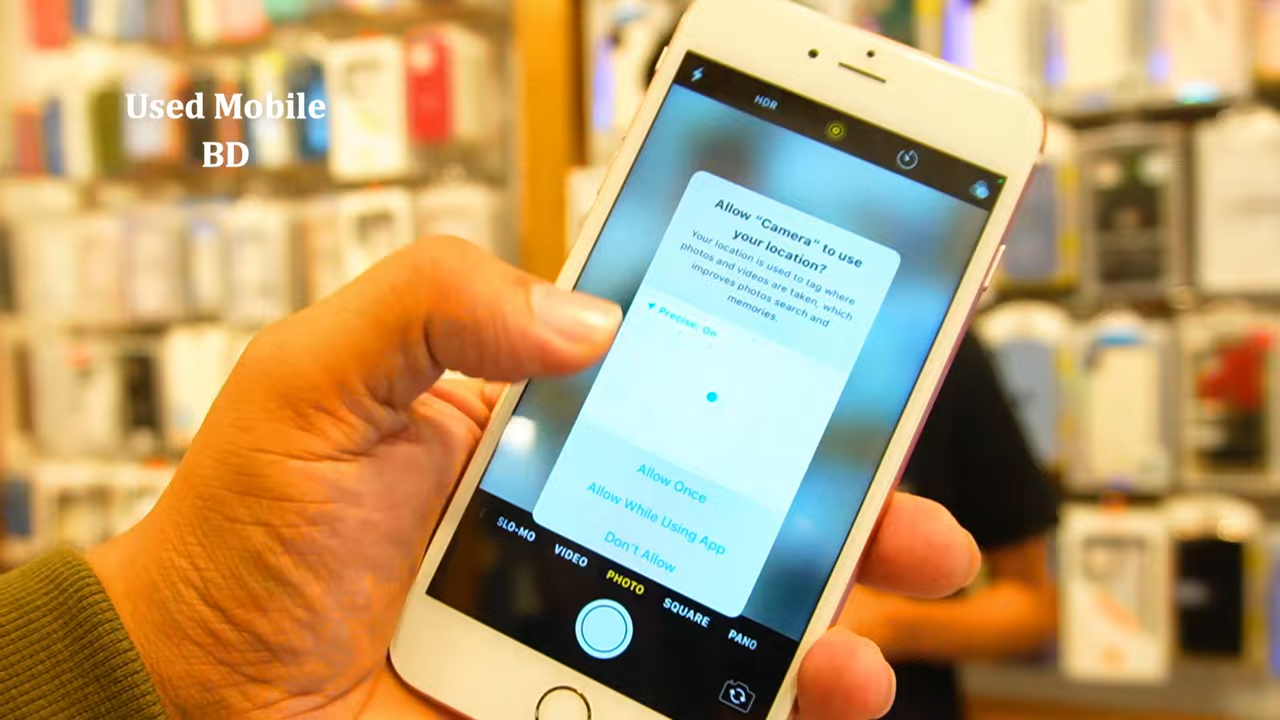 Used Mobile
BD
HDR
Allow “Camera” to use
your location?
Your location is used to tag where
photos and videos are taken, which
improves photos search and
memories.
Precise: On
Allow Once
Allow While Using App
Don’t Allow
SLO-MO VIDEO PHOTO SQUARE PANO